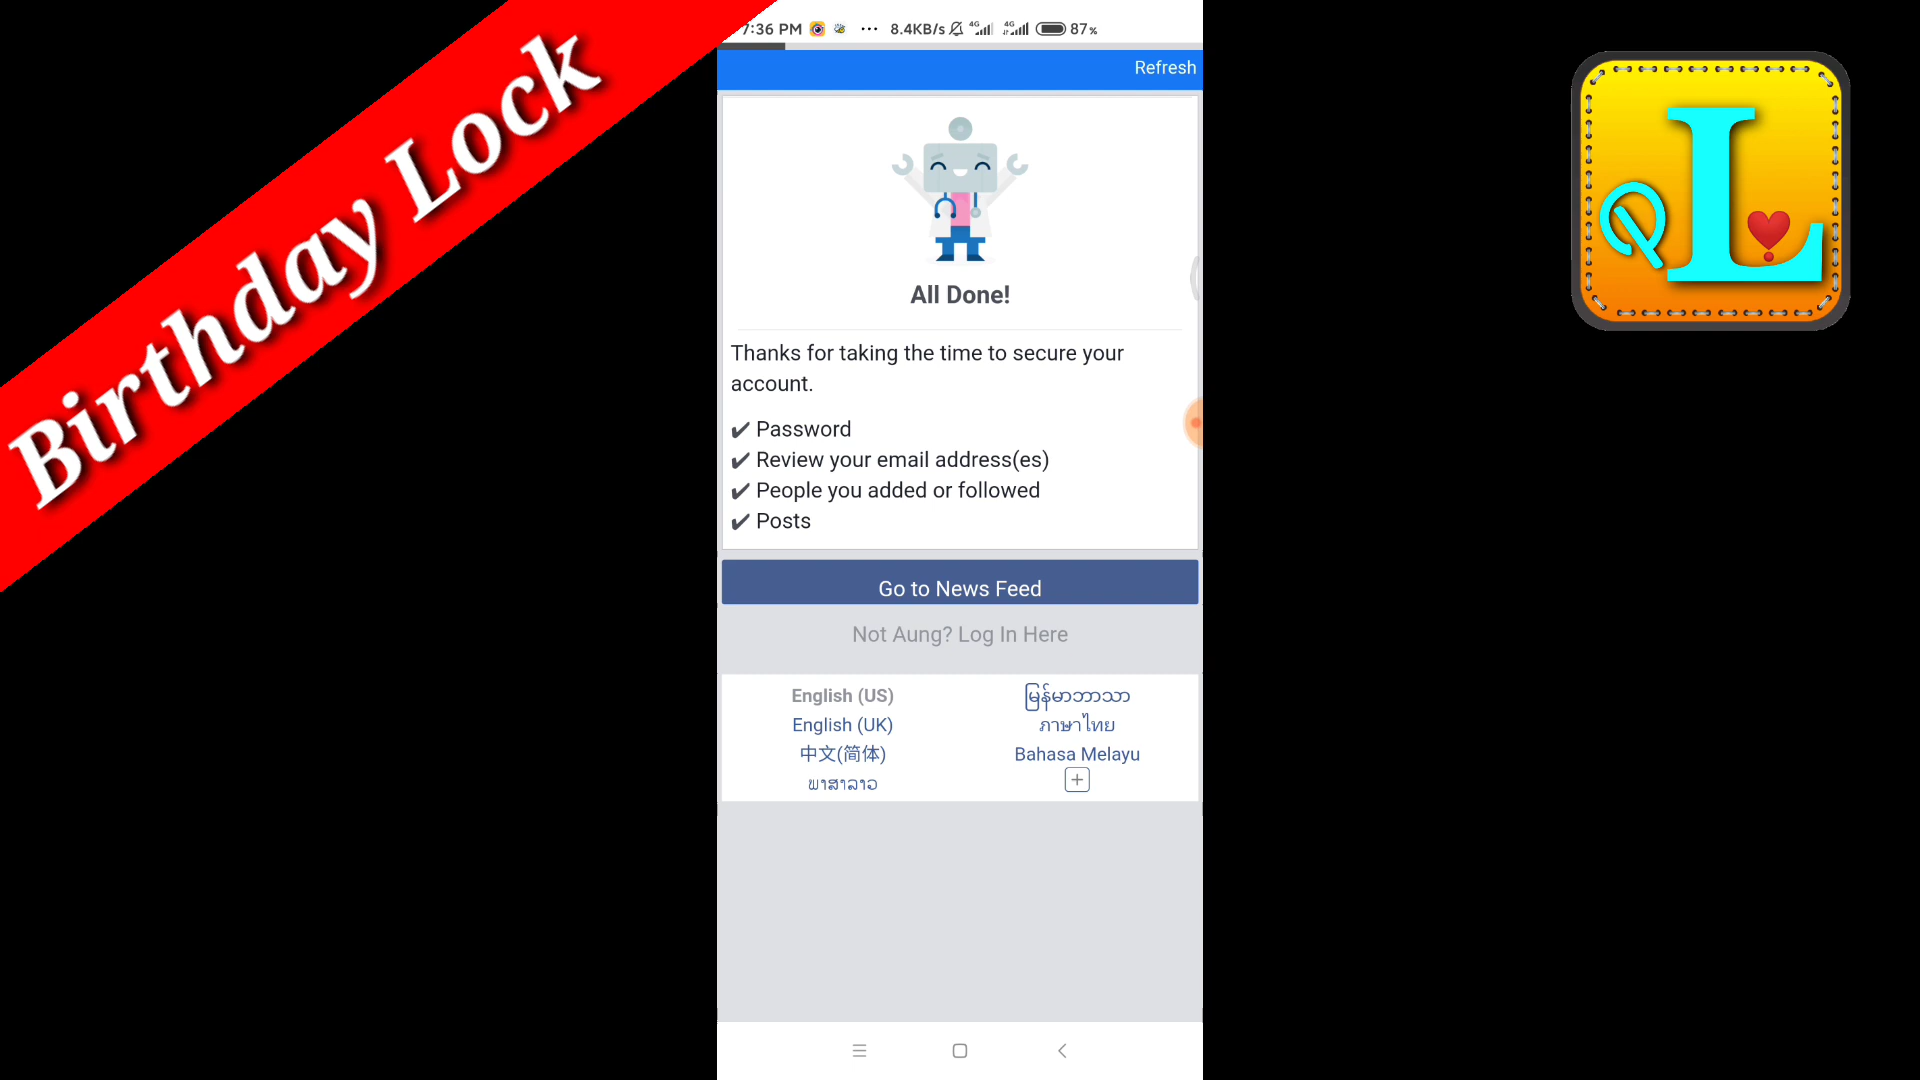 Birthday Lock
7:36 PM ... 8.4KB/s 4G 4G 87%
Refresh
QL
All Done!
Thanks for taking the time to secure your
account.
✔ Password
✔ Review your email address(es)
✔ People you added or followed
✔ Posts
Go to News Feed
Not Aung? Log In Here
English (US)
မြန်မာဘာသာ
English (UK)
ภาษาไทย
中文(简体)
Bahasa Melayu
ພາສາລາວ